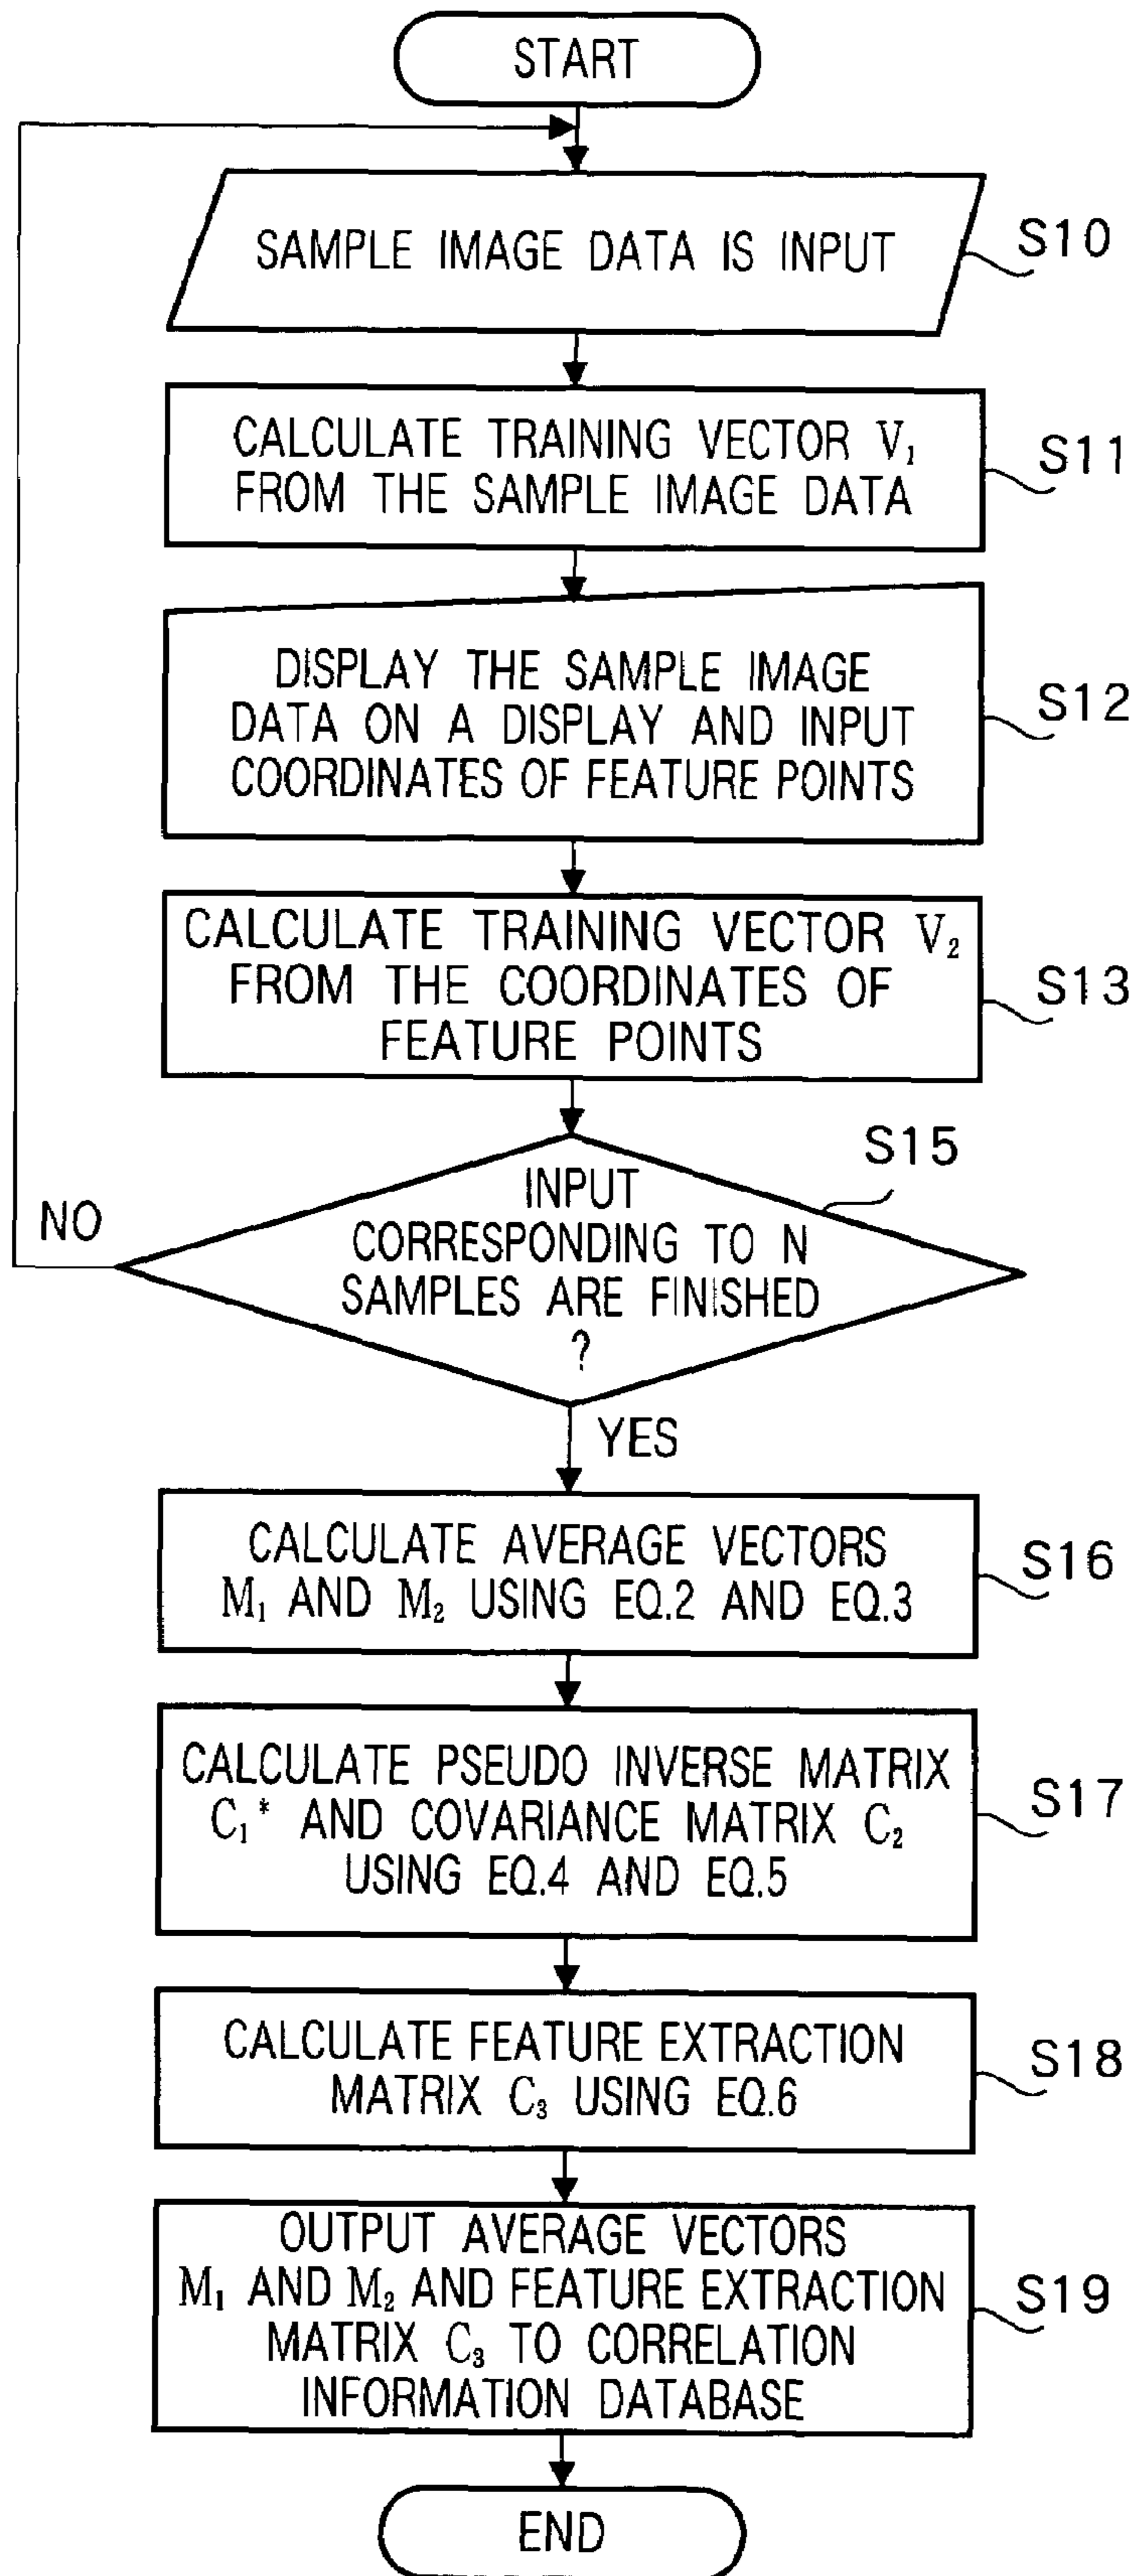 START
SAMPLE IMAGE DATA IS INPUT
S10
CALCULATE TRAINING VECTOR V₁
FROM THE SAMPLE IMAGE DATA
S11
DISPLAY THE SAMPLE IMAGE
DATA ON A DISPLAY AND INPUT
COORDINATES OF FEATURE POINTS
S12
CALCULATE TRAINING VECTOR V₂
FROM THE COORDINATES OF
FEATURE POINTS
S13
S15
INPUT
CORRESPONDING TO N
SAMPLES ARE FINISHED
?
NO
YES
CALCULATE AVERAGE VECTORS
M₁ AND M₂ USING EQ.2 AND EQ.3
S16
CALCULATE PSEUDO INVERSE MATRIX
C₁* AND COVARIANCE MATRIX C₂
USING EQ.4 AND EQ.5
S17
CALCULATE FEATURE EXTRACTION
MATRIX C₃ USING EQ.6
S18
OUTPUT AVERAGE VECTORS
M₁ AND M₂ AND FEATURE EXTRACTION
MATRIX C₃ TO CORRELATION
INFORMATION DATABASE
S19
END